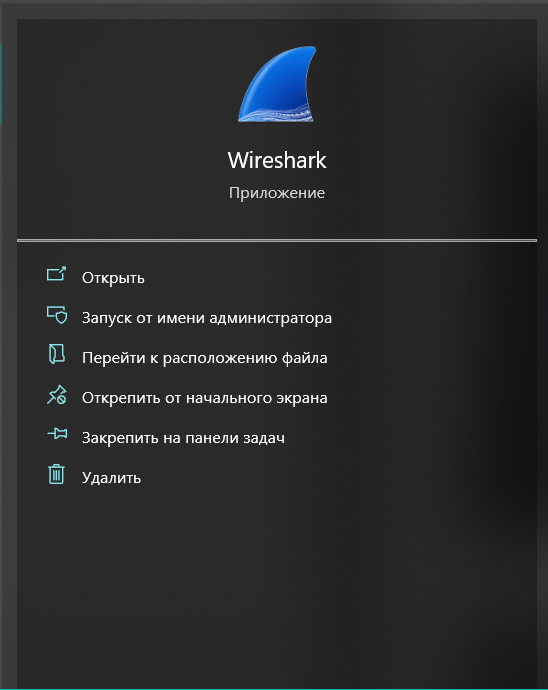 Wireshark
Приложение
Открыть
Запуск от имени администратора
Перейти к расположению файла
Открепить от начального экрана
Закрепить на панели задач
Удалить